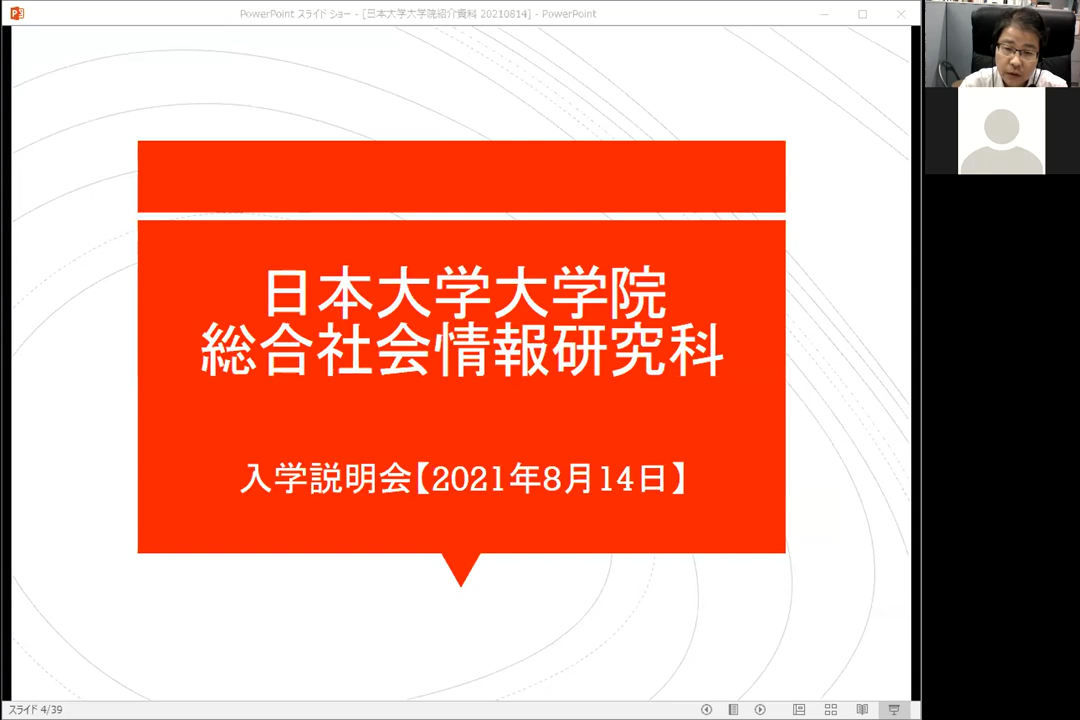 PowerPoint スライド ショー - [日本大学大学院紹介資料 20210814] - PowerPoint
日本大学大学院
総合社会情報研究科
入学説明会【2021年8月14日】
スライド 4/39